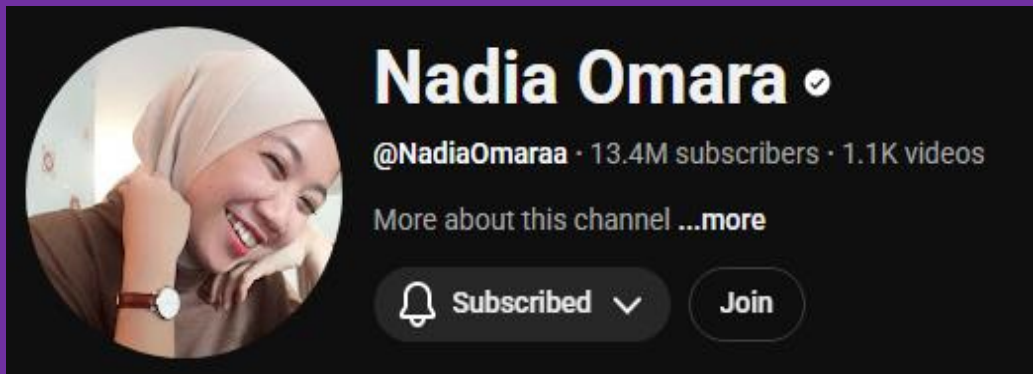 Nadia Omara
@NadiaOmaraa · 13.4M subscribers · 1.1K videos
More about this channel ...more
Subscribed
Join